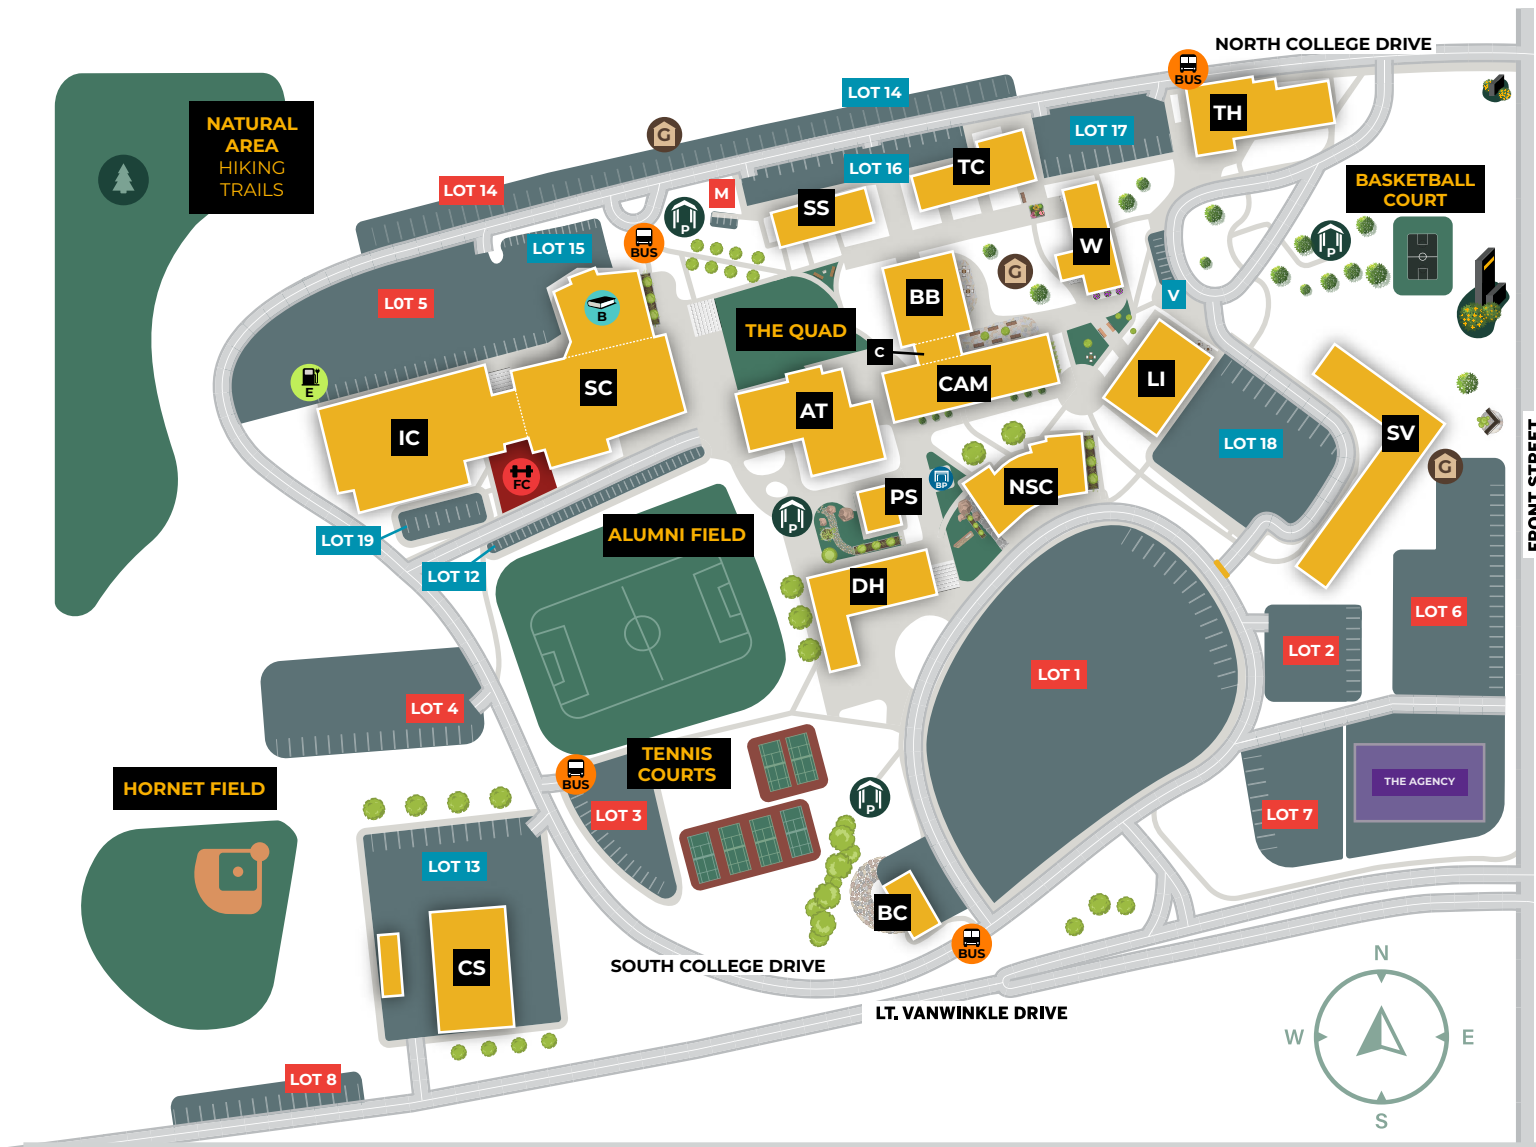 NORTH COLLEGE DRIVE
BUS
TH
LOT 14
NATURAL
AREA
HIKING
TRAILS
G
LOT 17
LOT 16
TC
LOT 14
M
SS
BASKETBALL
COURT
P
BUS
LOT 15
W
P
G
BB
V
B
L0T 5
THE QUAD
C
E
SC
CAM
LI
AT
IC
SV
LOT 18
FRONT STREET
G
FC
BP
NSC
PS
P
LOT 19
ALUMNI FIELD
LOT 12
DH
LOT 6
LOT 2
LOT 1
LOT 4
TENNIS
COURTS
BUS
HORNET FIELD
THE AGENCY
P
LOT 3
LOT 7
LOT 13
BC
BUS
CS
SOUTH COLLEGE DRIVE
LT. VANWINKLE DRIVE
N
W
E
S
LOT 8